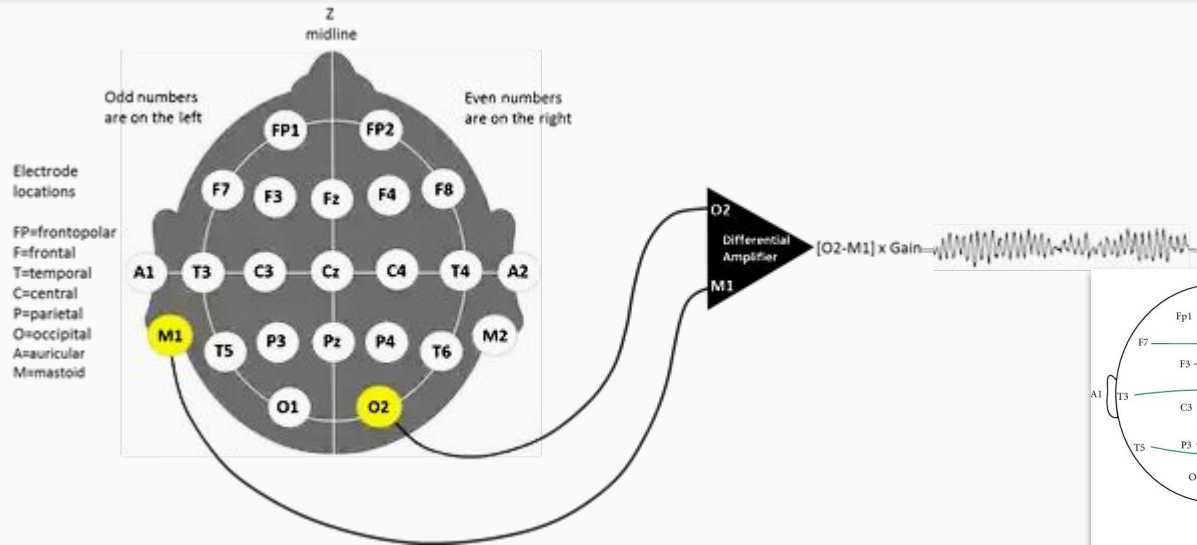 Z
midline
Odd numbers
are on the left
Even numbers
are on the right
FP1 FP2
Electrode
locations
F7 F3 Fz F4 F8
FP=frontopolar
F=frontal
T=temporal
C=central
P=parietal
O=occipital
A=auricular
M=mastoid
A1 T3 C3 Cz C4 T4 A2
M1 T5 P3 Pz P4 T6 M2
O1 O2
O2
Differential
Amplifier
M1
[O2-M1] x Gain
Fp1
F7
F3
A1 T3
C3
T5 P3
O